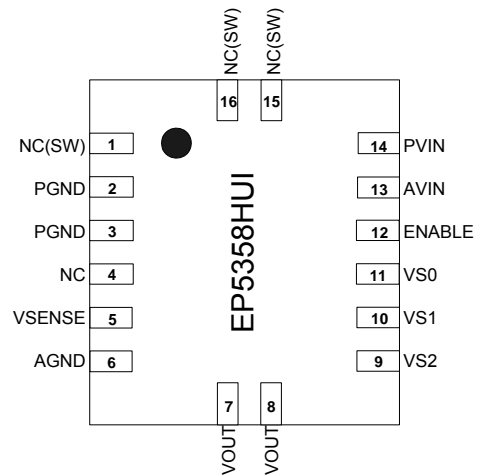 NC(SW)
NC(SW)
16
15
NC(SW) 1
14 PVIN
PGND 2
13 AVIN
PGND 3
12 ENABLE
NC 4
11 VS0
VSENSE 5
10 VS1
AGND 6
9 VS2
EP5358HUI
7
8
VOUT
VOUT